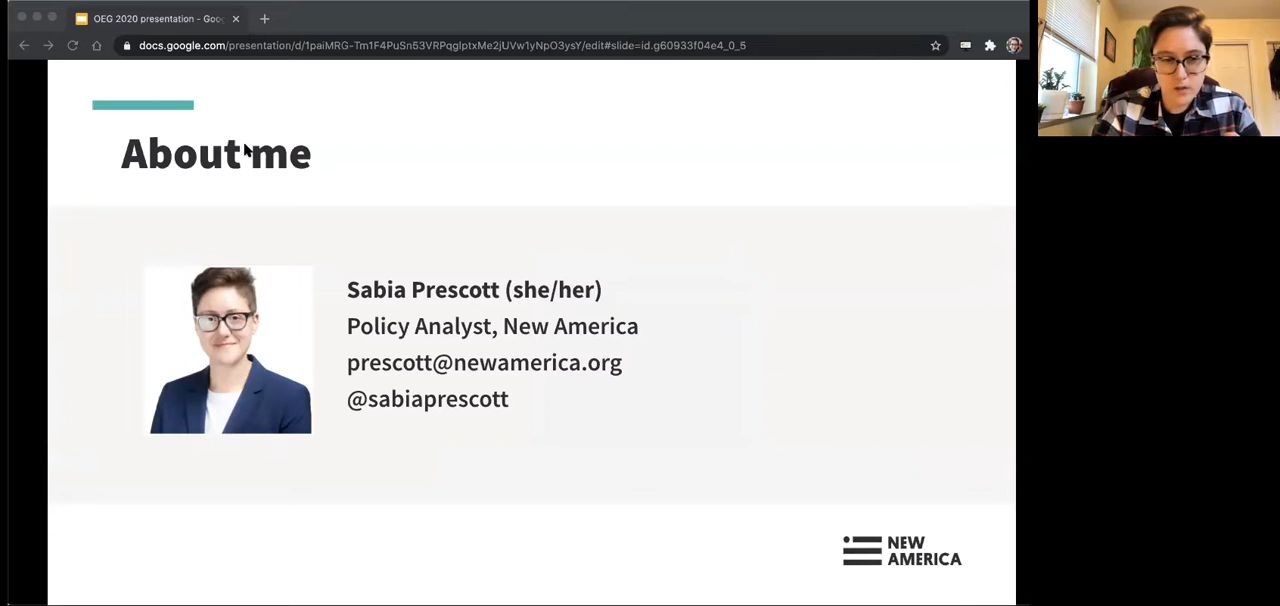 OEG 2020 presentation - Goo
docs.google.com/presentation/d/1paiMRG-Tm1F4PuSn53VRPqglptxMe2jUVw1yNpO3ysY/edit#slide=id.g60933f04e4_0_5
About me
Sabia Prescott (she/her)
Policy Analyst, New America
prescott@newamerica.org
@sabiaprescott
NEW
AMERICA